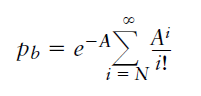 p_b = e^{-A} \sum_{i = N}^{\infty} \frac{A^i}{i!}